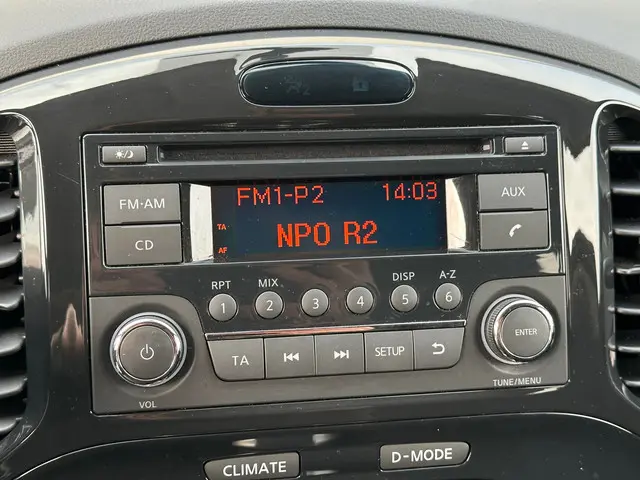 FM1-P2 14:03
FM·AM
AUX
TA
NPO R2
CD
AF
RPT MIX DISP A-Z
1 2 3 4 5 6
TA SETUP ENTER
VOL TUNE/MENU
CLIMATE D-MODE